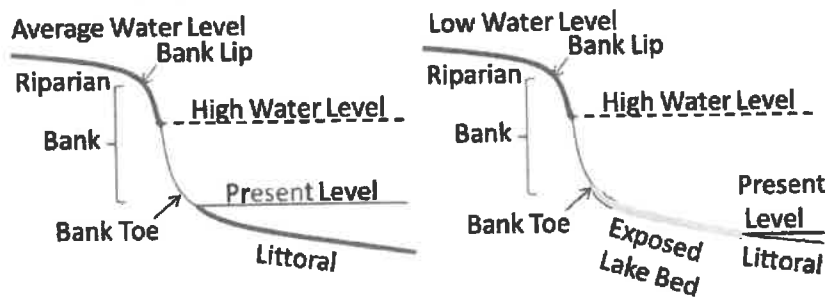 Average Water Level
Bank Lip
Riparian
High Water Level
Bank
Present Level
Bank Toe
Littoral
Low Water Level
Bank Lip
Riparian
High Water Level
Bank
Present
Level
Bank Toe
Exposed
Lake Bed
Littoral